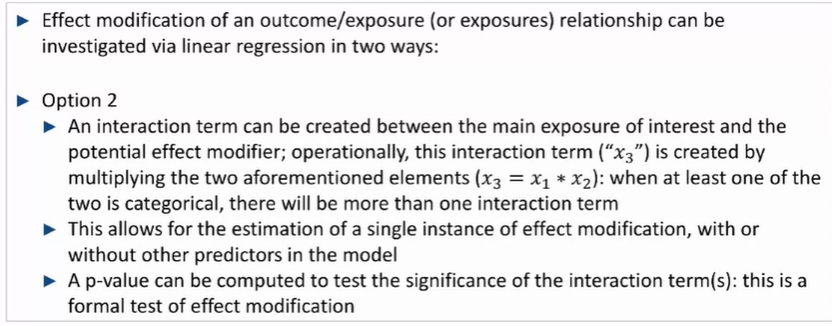 ► Effect modification of an outcome/exposure (or exposures) relationship can be
investigated via linear regression in two ways:
► Option 2
► An interaction term can be created between the main exposure of interest and the
potential effect modifier; operationally, this interaction term (“x₃”) is created by
multiplying the two aforementioned elements (x₃ = x₁ * x₂): when at least one of the
two is categorical, there will be more than one interaction term
► This allows for the estimation of a single instance of effect modification, with or
without other predictors in the model
► A p-value can be computed to test the significance of the interaction term(s): this is a
formal test of effect modification